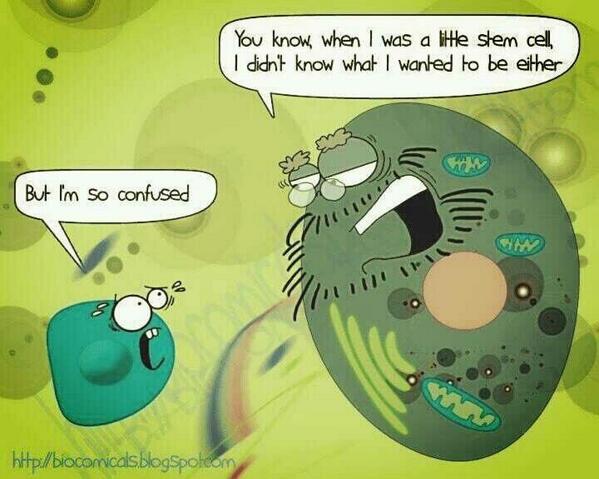 You know, when I was a little stem cell,
I didn't know what I wanted to be either
But I'm so confused
http://biocomicals.blogspot.com